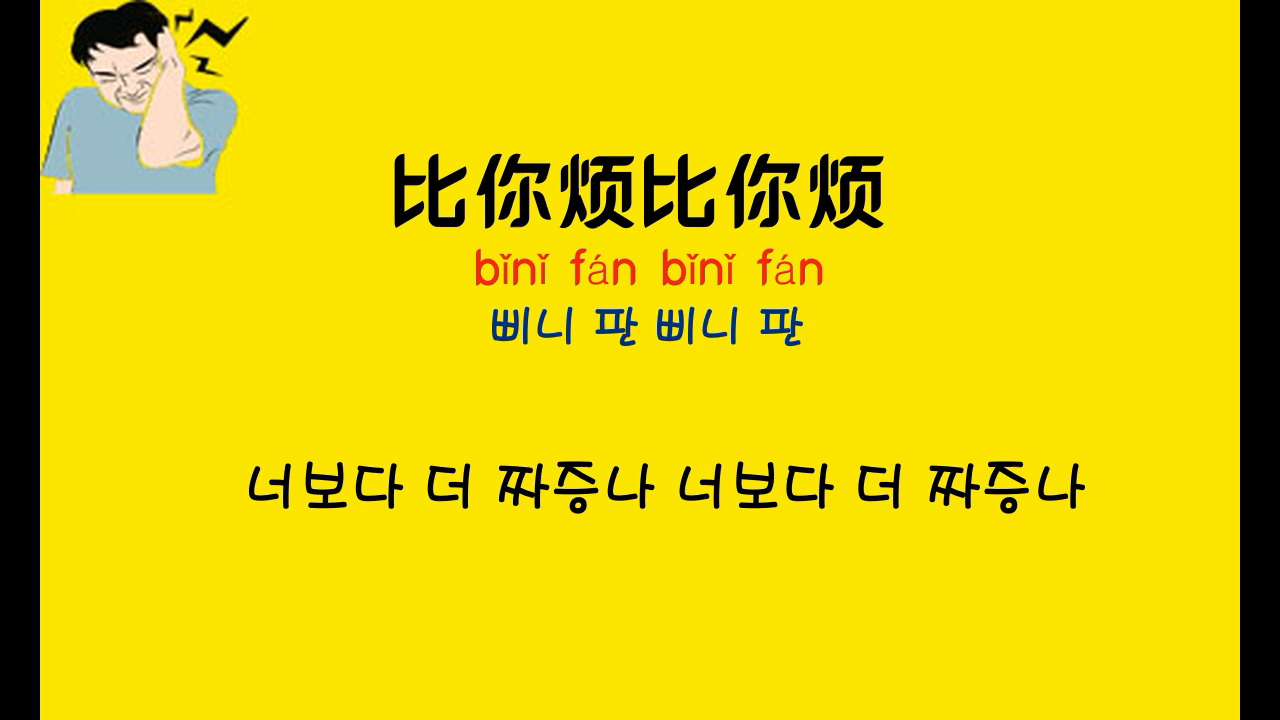 比你烦比你烦
bǐnǐ fán bǐnǐ fán
삐니 판 삐니 판
너보다 더 짜증나 너보다 더 짜증나